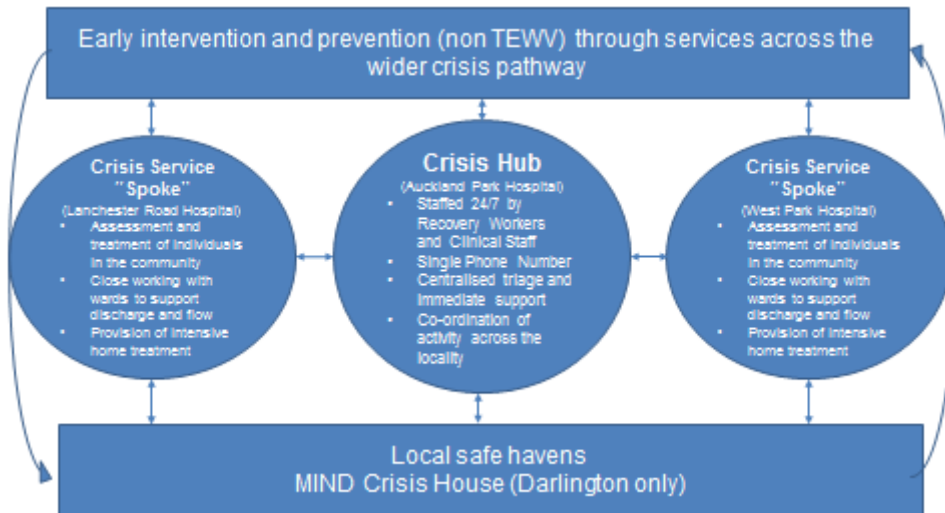 Early intervention and prevention (non TEWV) through services across the
wider crisis pathway
Crisis Service
"Spoke"
(Lanchester Road Hospital)
• Assessment and
treatment of individuals
in the community
• Close working with
wards to support
discharge and flow
• Provision of intensive
home treatment
Crisis Hub
(Auckland Park Hospital)
• Staffed 24/7 by
Recovery Workers
and Clinical Staff
• Single Phone Number
• Centralised triage and
immediate support
• Co-ordination of
activity across the
locality
Crisis Service
"Spoke"
(West Park Hospital)
• Assessment and
treatment of individuals
in the community
• Close working with
wards to support
discharge and flow
• Provision of intensive
home treatment
Local safe havens
MIND Crisis House (Darlington only)